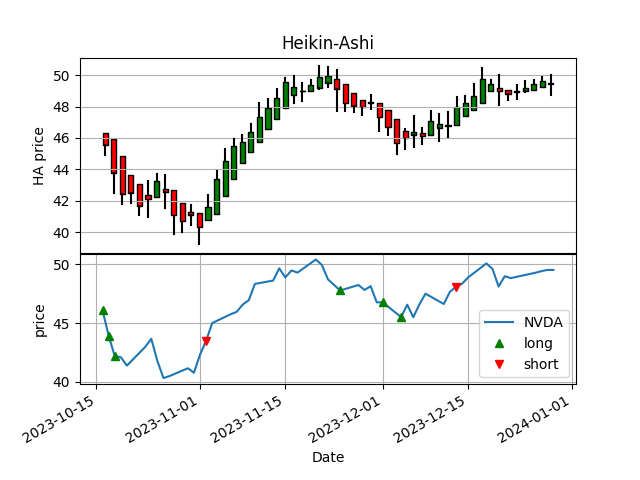 Heikin-Ashi
HA price
50
48
46
44
42
40
price
50
45
40
NVDA
long
short
2023-10-15
2023-11-01
2023-11-15
2023-12-01
2023-12-15
2024-01-01
Date